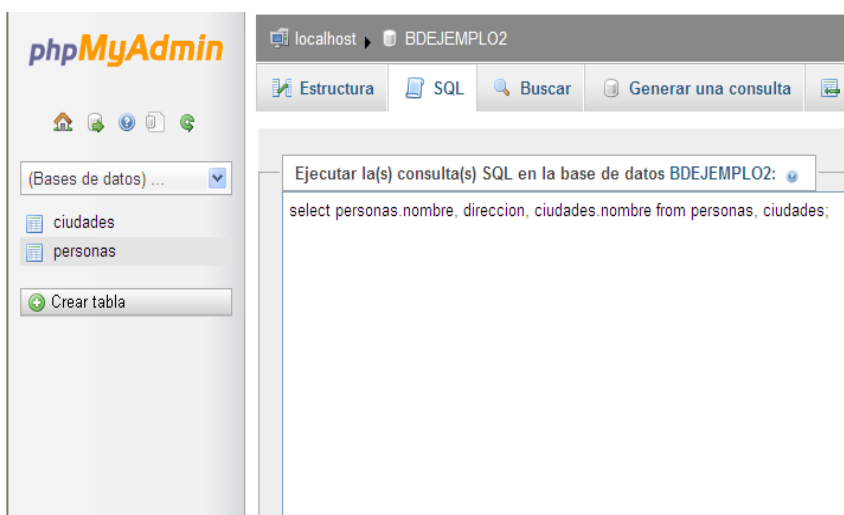 phpMyAdmin
(Bases de datos) ...
ciudades
personas
Crear tabla
localhost BDEJEMPLO2
Estructura SQL Buscar Generar una consulta
Ejecutar la(s) consulta(s) SQL en la base de datos BDEJEMPLO2:
select personas.nombre, direccion, ciudades.nombre from personas, ciudades;